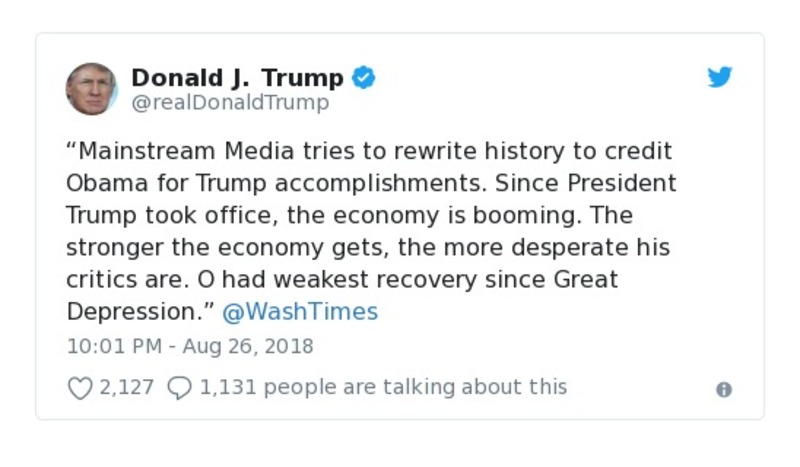 Donald J. Trump
@realDonaldTrump
“Mainstream Media tries to rewrite history to credit
Obama for Trump accomplishments. Since President
Trump took office, the economy is booming. The
stronger the economy gets, the more desperate his
critics are. O had weakest recovery since Great
Depression.” @WashTimes
10:01 PM - Aug 26, 2018
2,127 1,131 people are talking about this